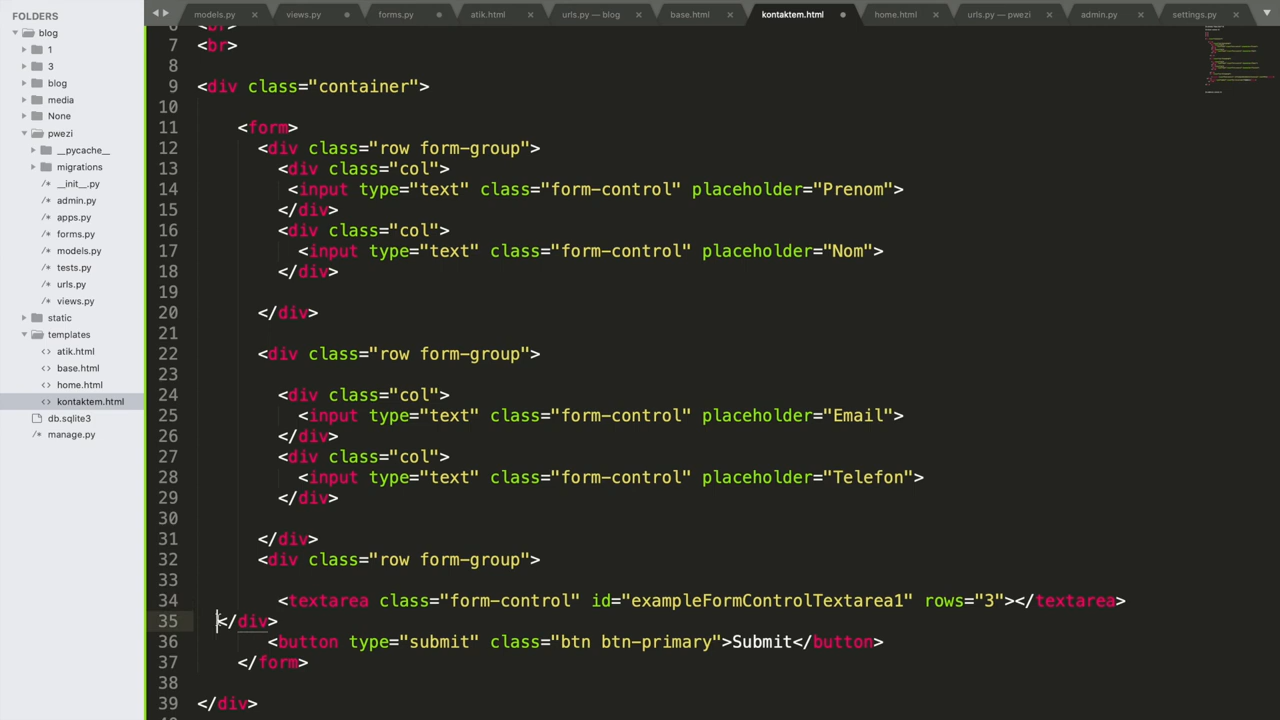 FOLDERS
blog
1
3
blog
media
None
pwezi
__pycache__
migrations
__init__.py
admin.py
apps.py
forms.py
models.py
tests.py
urls.py
views.py
static
templates
atik.html
base.html
home.html
kontaktem.html
db.sqlite3
manage.py
models.py
views.py
forms.py
atik.html
urls.py — blog
base.html
kontaktem.html
home.html
urls.py — pwezi
admin.py
settings.py
6 <br>
7 <br>
8
9 <div class="container">
10
11 <form>
12 <div class="row form-group">
13 <div class="col">
14 <input type="text" class="form-control" placeholder="Prenom">
15 </div>
16 <div class="col">
17 <input type="text" class="form-control" placeholder="Nom">
18 </div>
19
20 </div>
21
22 <div class="row form-group">
23
24 <div class="col">
25 <input type="text" class="form-control" placeholder="Email">
26 </div>
27 <div class="col">
28 <input type="text" class="form-control" placeholder="Telefon">
29 </div>
30
31 </div>
32 <div class="row form-group">
33
34 <textarea class="form-control" id="exampleFormControlTextarea1" rows="3"></textarea>
35 </div>
36 <button type="submit" class="btn btn-primary">Submit</button>
37 </form>
38
39 </div>